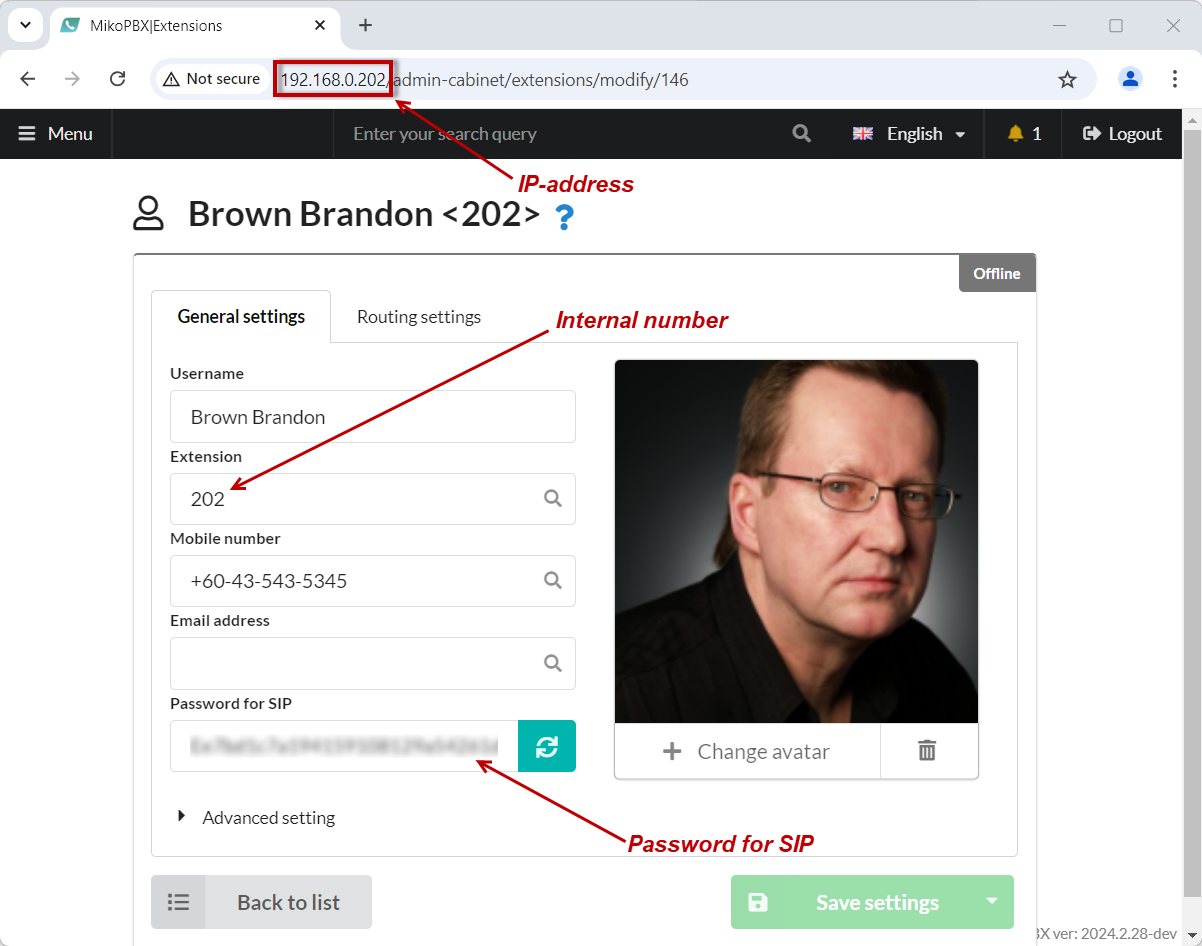 MikoPBX|Extensions
Not secure
192.168.0.202/admin-cabinet/extensions/modify/146
Menu
Enter your search query
English
1
Logout
IP-address
Brown Brandon <202> ?
Offline
General settings
Routing settings
Internal number
Username
Brown Brandon
Extension
202
Mobile number
+60-43-543-5345
Email address
Password for SIP
Change avatar
Advanced setting
Password for SIP
Back to list
Save settings
BX ver: 2024.2.28-dev